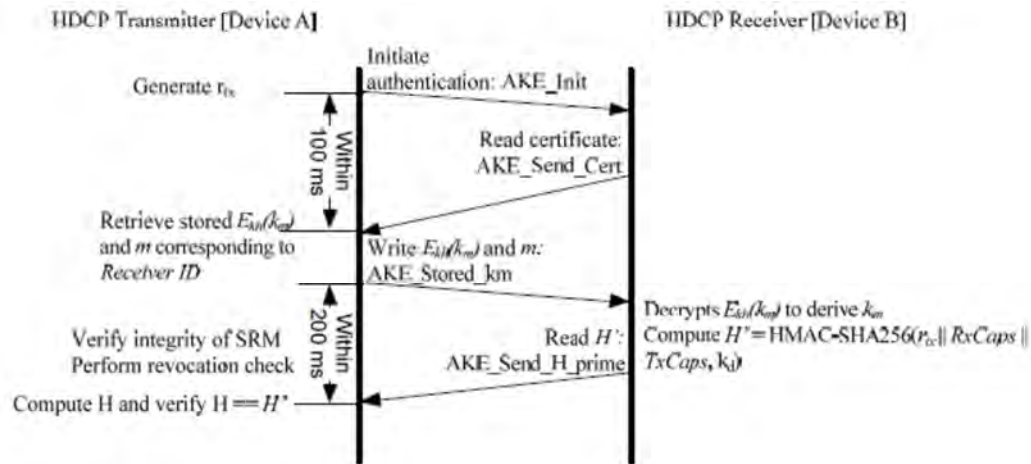 HDCP Transmitter [Device A]
HDCP Receiver [Device B]
Initiate
authentication: AKE_Init
Generate rtx
Within
100 ms
Read certificate:
AKE_Send_Cert
Retrieve stored Ekh(km)
and m corresponding to
Receiver ID
Write Ekh(km) and m:
AKE_Stored_km
Within
200 ms
Decrypts Ekh(km) to derive km
Compute H'=HMAC-SHA256(rtx || RxCaps ||
TxCaps, kd)
Verify integrity of SRM
Perform revocation check
Read H':
AKE_Send_H_prime
Compute H and verify H == H'